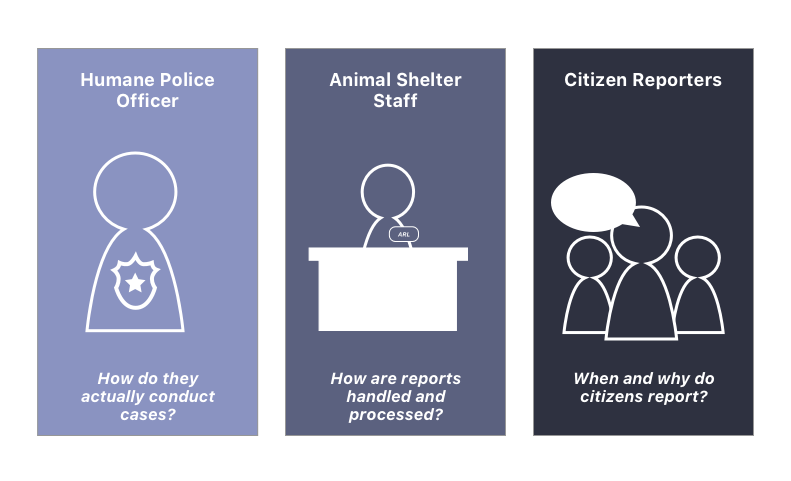 Humane Police
Officer
How do they
actually conduct
cases?
Animal Shelter
Staff
ARL
How are reports
handled and
processed?
Citizen Reporters
When and why do
citizens report?